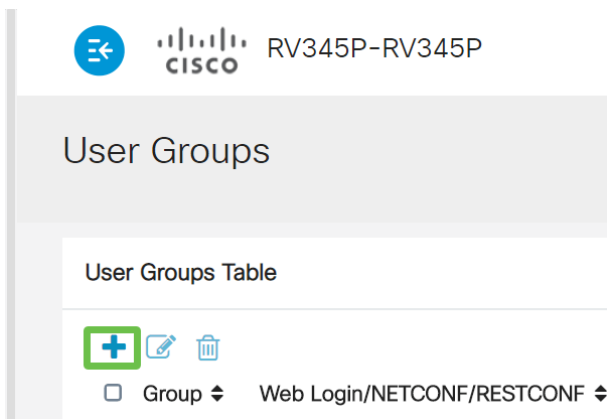 CISCO RV345P-RV345P
User Groups
User Groups Table
Group Web Login/NETCONF/RESTCONF